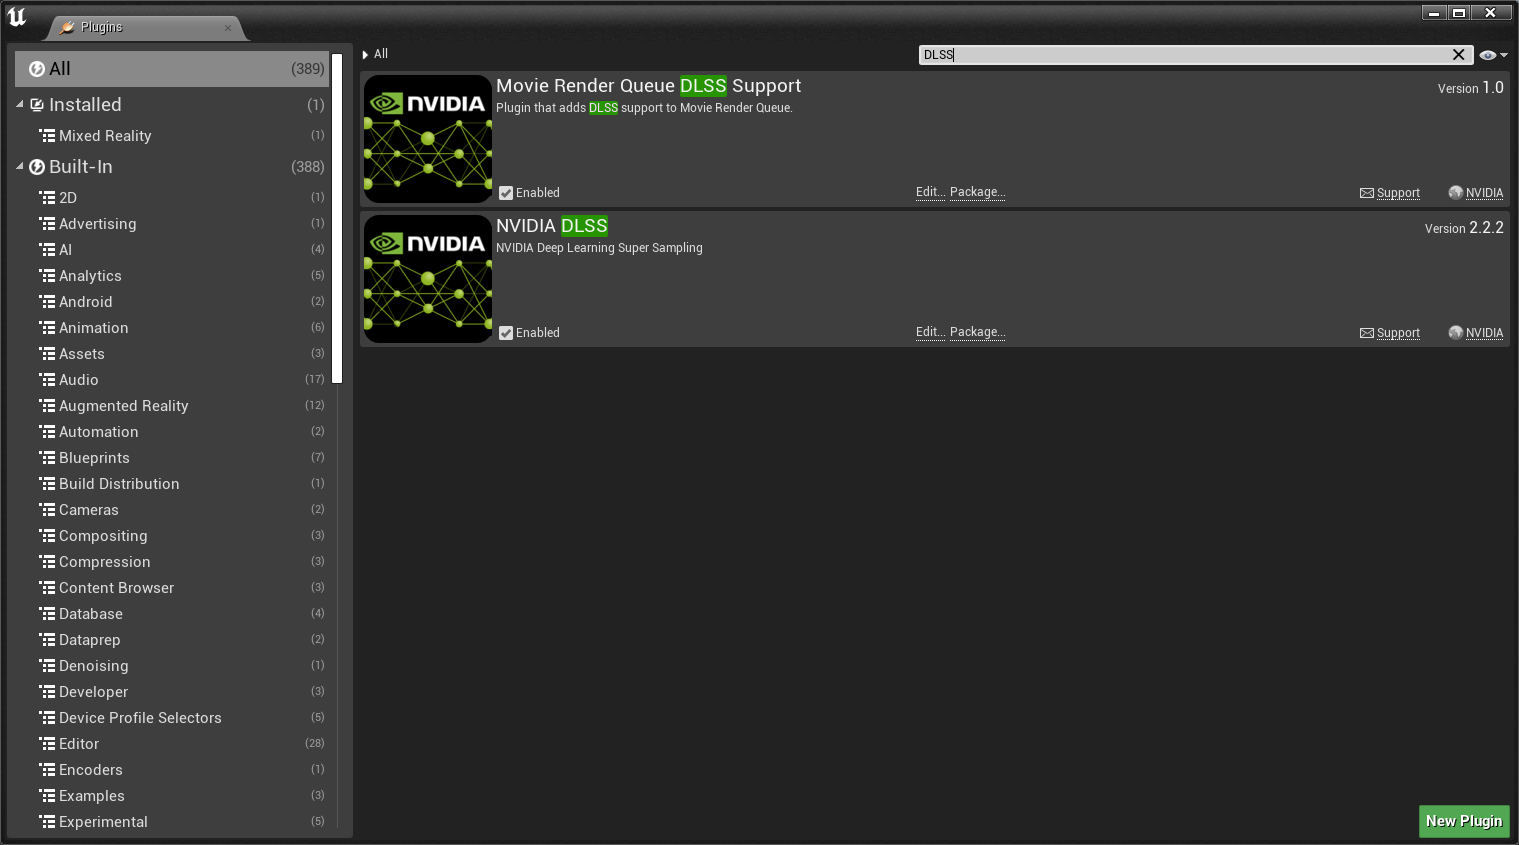 Plugins
All (389)
Installed (1)
Mixed Reality (1)
Built-In (388)
2D (1)
Advertising (1)
AI (4)
Analytics (5)
Android (2)
Animation (6)
Assets (3)
Audio (17)
Augmented Reality (12)
Automation (2)
Blueprints (7)
Build Distribution (1)
Cameras (2)
Compositing (3)
Compression (3)
Content Browser (3)
Database (4)
Dataprep (2)
Denoising (1)
Developer (3)
Device Profile Selectors (5)
Editor (28)
Encoders (1)
Examples (3)
Experimental (5)
All
DLSS
NVIDIA
Movie Render Queue DLSS Support
Version 1.0
Plugin that adds DLSS support to Movie Render Queue.
Enabled
Edit... Package...
Support
NVIDIA
NVIDIA
NVIDIA DLSS
Version 2.2.2
NVIDIA Deep Learning Super Sampling
Enabled
Edit... Package...
Support
NVIDIA
New Plugin